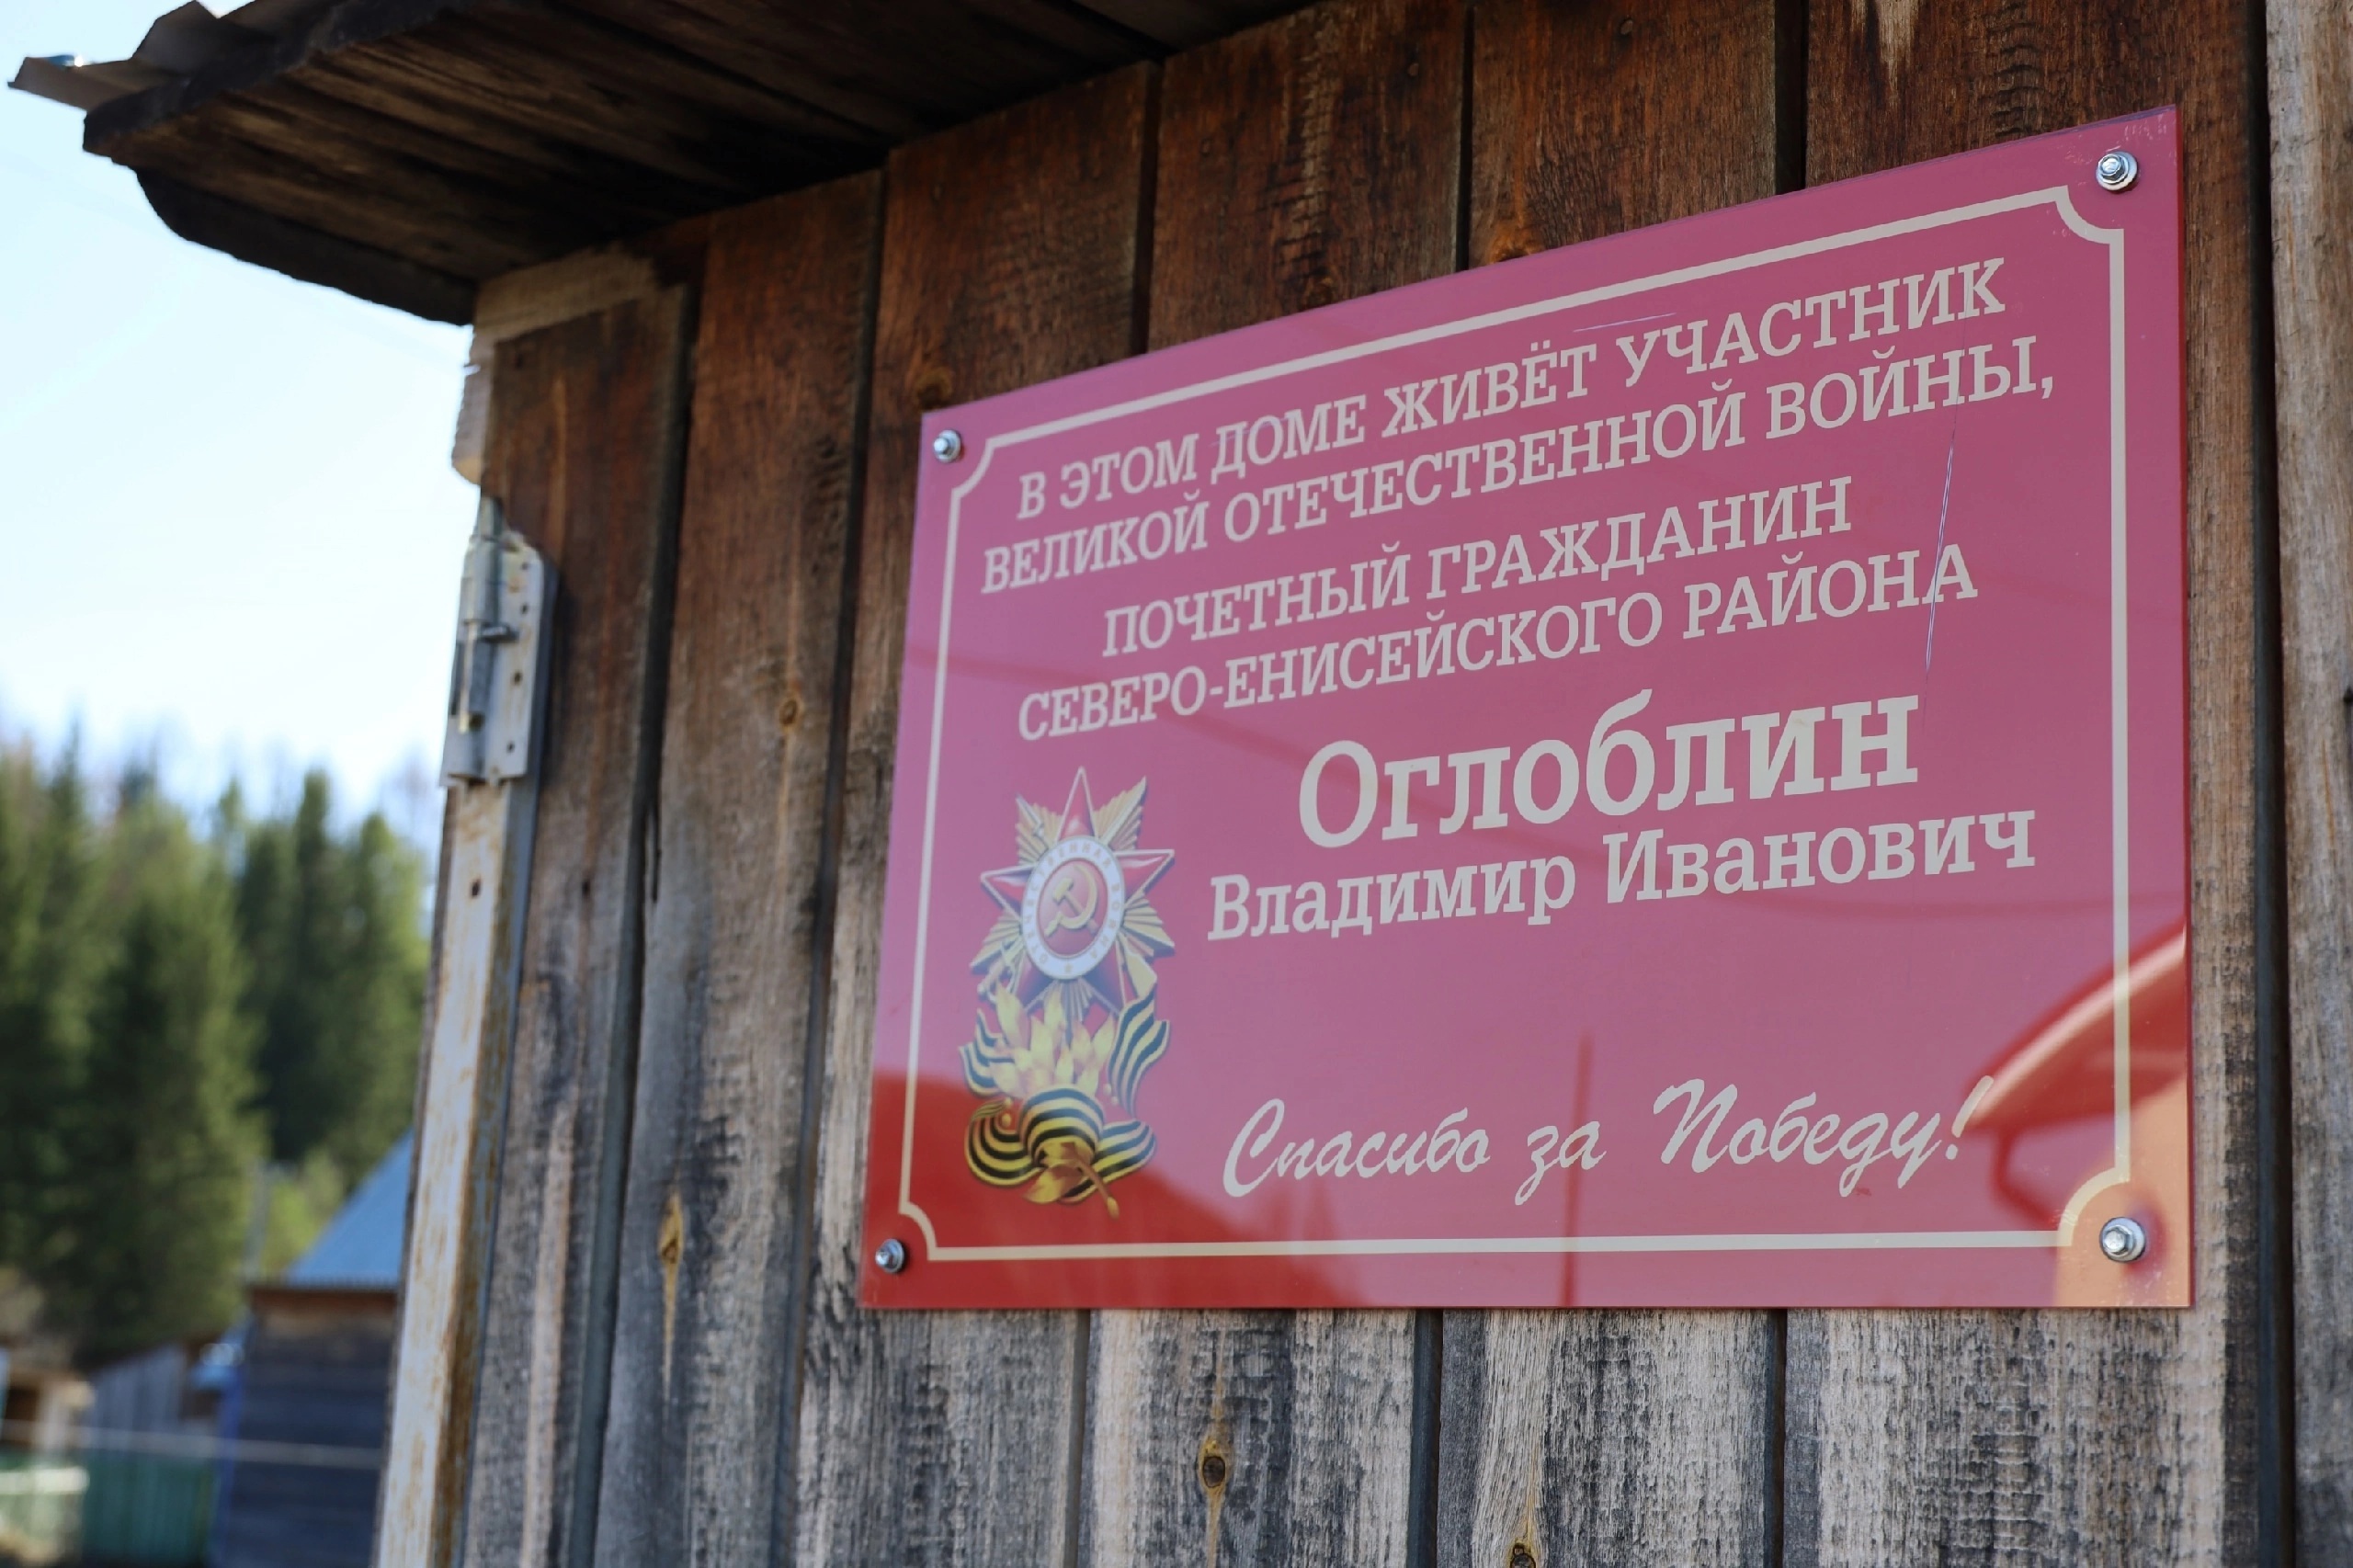 В ЭТОМ ДОМЕ ЖИВЁТ УЧАСТНИК
ВЕЛИКОЙ ОТЕЧЕСТВЕННОЙ ВОЙНЫ,
ПОЧЕТНЫЙ ГРАЖДАНИН
СЕВЕРО-ЕНИСЕЙСКОГО РАЙОНА
Оглоблин
Владимир Иванович
Спасибо за Победу!